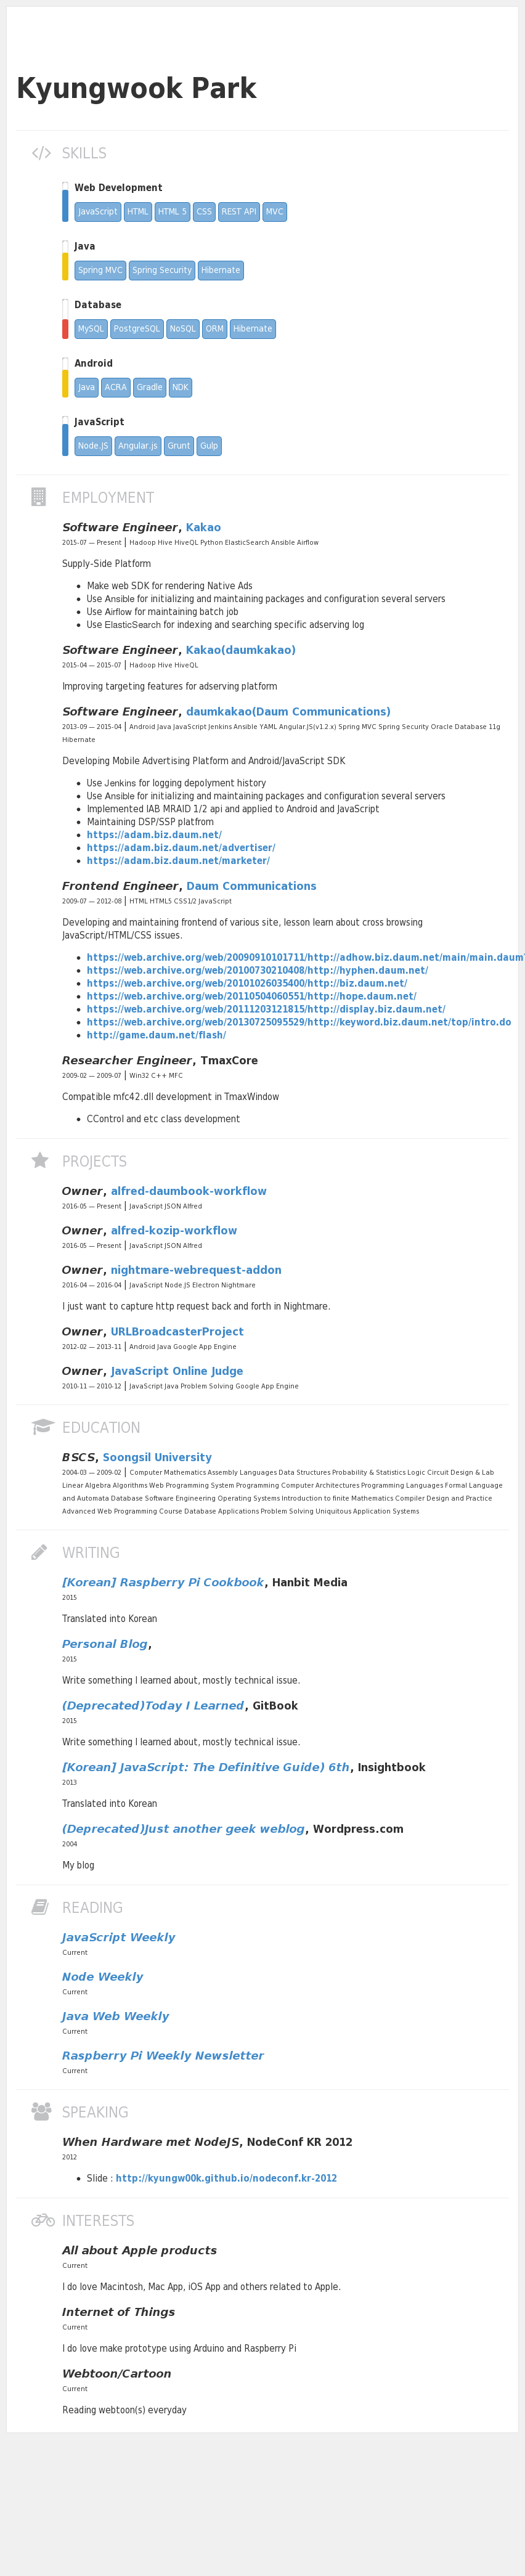 Kyungwook Park
SKILLS
Web Development
JavaScript HTML HTML 5 CSS REST API MVC
Java
Spring MVC Spring Security Hibernate
Database
MySQL PostgreSQL NoSQL ORM Hibernate
Android
Java ACRA Gradle NDK
JavaScript
Node.JS Angular.js Grunt Gulp
EMPLOYMENT
Software Engineer, Kakao
2015-07 — Present | Hadoop Hive HiveQL Python ElasticSearch Ansible Airflow
Supply-Side Platform
• Make web SDK for rendering Native Ads
• Use Ansible for initializing and maintaining packages and configuration several servers
• Use Airflow for maintaining batch job
• Use ElasticSearch for indexing and searching specific adserving log
Software Engineer, Kakao(daumkakao)
2015-04 — 2015-07 | Hadoop Hive HiveQL
Improving targeting features for adserving platform
Software Engineer, daumkakao(Daum Communications)
2013-09 — 2015-04 | Android Java JavaScript Jenkins Ansible YAML Angular.JS(v1.2.x) Spring MVC Spring Security Oracle Database 11g
Hibernate
Developing Mobile Advertising Platform and Android/JavaScript SDK
• Use Jenkins for logging depolyment history
• Use Ansible for initializing and maintaining packages and configuration several servers
• Implemented IAB MRAID 1/2 api and applied to Android and JavaScript
• Maintaining DSP/SSP platfrom
• https://adam.biz.daum.net/
• https://adam.biz.daum.net/advertiser/
• https://adam.biz.daum.net/marketer/
Frontend Engineer, Daum Communications
2009-07 — 2012-08 | HTML HTML5 CSS1/2 JavaScript
Developing and maintaining frontend of various site, lesson learn about cross browsing
JavaScript/HTML/CSS issues.
• https://web.archive.org/web/20090910101711/http://adhow.biz.daum.net/main/main.daum
• https://web.archive.org/web/20100730210408/http://hyphen.daum.net/
• https://web.archive.org/web/20101026035400/http://biz.daum.net/
• https://web.archive.org/web/20110504060551/http://hope.daum.net/
• https://web.archive.org/web/20111203121815/http://display.biz.daum.net/
• https://web.archive.org/web/20130725095529/http://keyword.biz.daum.net/top/intro.do
• http://game.daum.net/flash/
Researcher Engineer, TmaxCore
2009-02 — 2009-07 | Win32 C++ MFC
Compatible mfc42.dll development in TmaxWindow
• CControl and etc class development
PROJECTS
Owner, alfred-daumbook-workflow
2016-05 — Present | JavaScript JSON Alfred
Owner, alfred-kozip-workflow
2016-05 — Present | JavaScript JSON Alfred
Owner, nightmare-webrequest-addon
2016-04 — 2016-04 | JavaScript Node.JS Electron Nightmare
I just want to capture http request back and forth in Nightmare.
Owner, URLBroadcasterProject
2012-02 — 2013-11 | Android Java Google App Engine
Owner, JavaScript Online Judge
2010-11 — 2010-12 | JavaScript Java Problem Solving Google App Engine
EDUCATION
BSCS, Soongsil University
2004-03 — 2009-02 | Computer Mathematics Assembly Languages Data Structures Probability & Statistics Logic Circuit Design & Lab
Linear Algebra Algorithms Web Programming System Programming Computer Architectures Programming Languages Formal Language
and Automata Database Software Engineering Operating Systems Introduction to finite Mathematics Compiler Design and Practice
Advanced Web Programming Course Database Applications Problem Solving Uniquitous Application Systems
WRITING
[Korean] Raspberry Pi Cookbook, Hanbit Media
2015
Translated into Korean
Personal Blog,
2015
Write something I learned about, mostly technical issue.
(Deprecated)Today I Learned, GitBook
2015
Write something I learned about, mostly technical issue.
[Korean] JavaScript: The Definitive Guide) 6th, Insightbook
2013
Translated into Korean
(Deprecated)Just another geek weblog, Wordpress.com
2004
My blog
READING
JavaScript Weekly
Current
Node Weekly
Current
Java Web Weekly
Current
Raspberry Pi Weekly Newsletter
Current
SPEAKING
When Hardware met NodeJS, NodeConf KR 2012
2012
• Slide : http://kyungw00k.github.io/nodeconf.kr-2012
INTERESTS
All about Apple products
Current
I do love Macintosh, Mac App, iOS App and others related to Apple.
Internet of Things
Current
I do love make prototype using Arduino and Raspberry Pi
Webtoon/Cartoon
Current
Reading webtoon(s) everyday